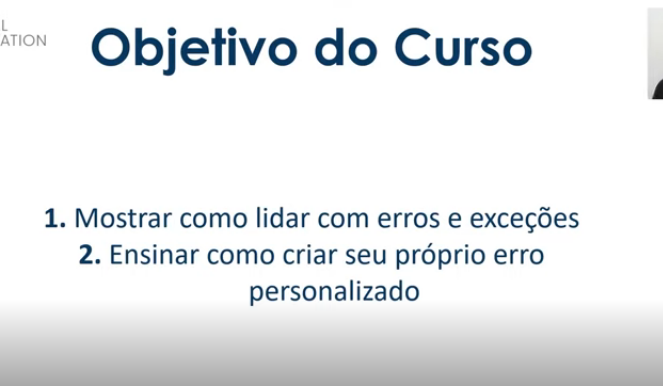 L
ATION
Objetivo do Curso
1. Mostrar como lidar com erros e exceções
2. Ensinar como criar seu próprio erro
personalizado